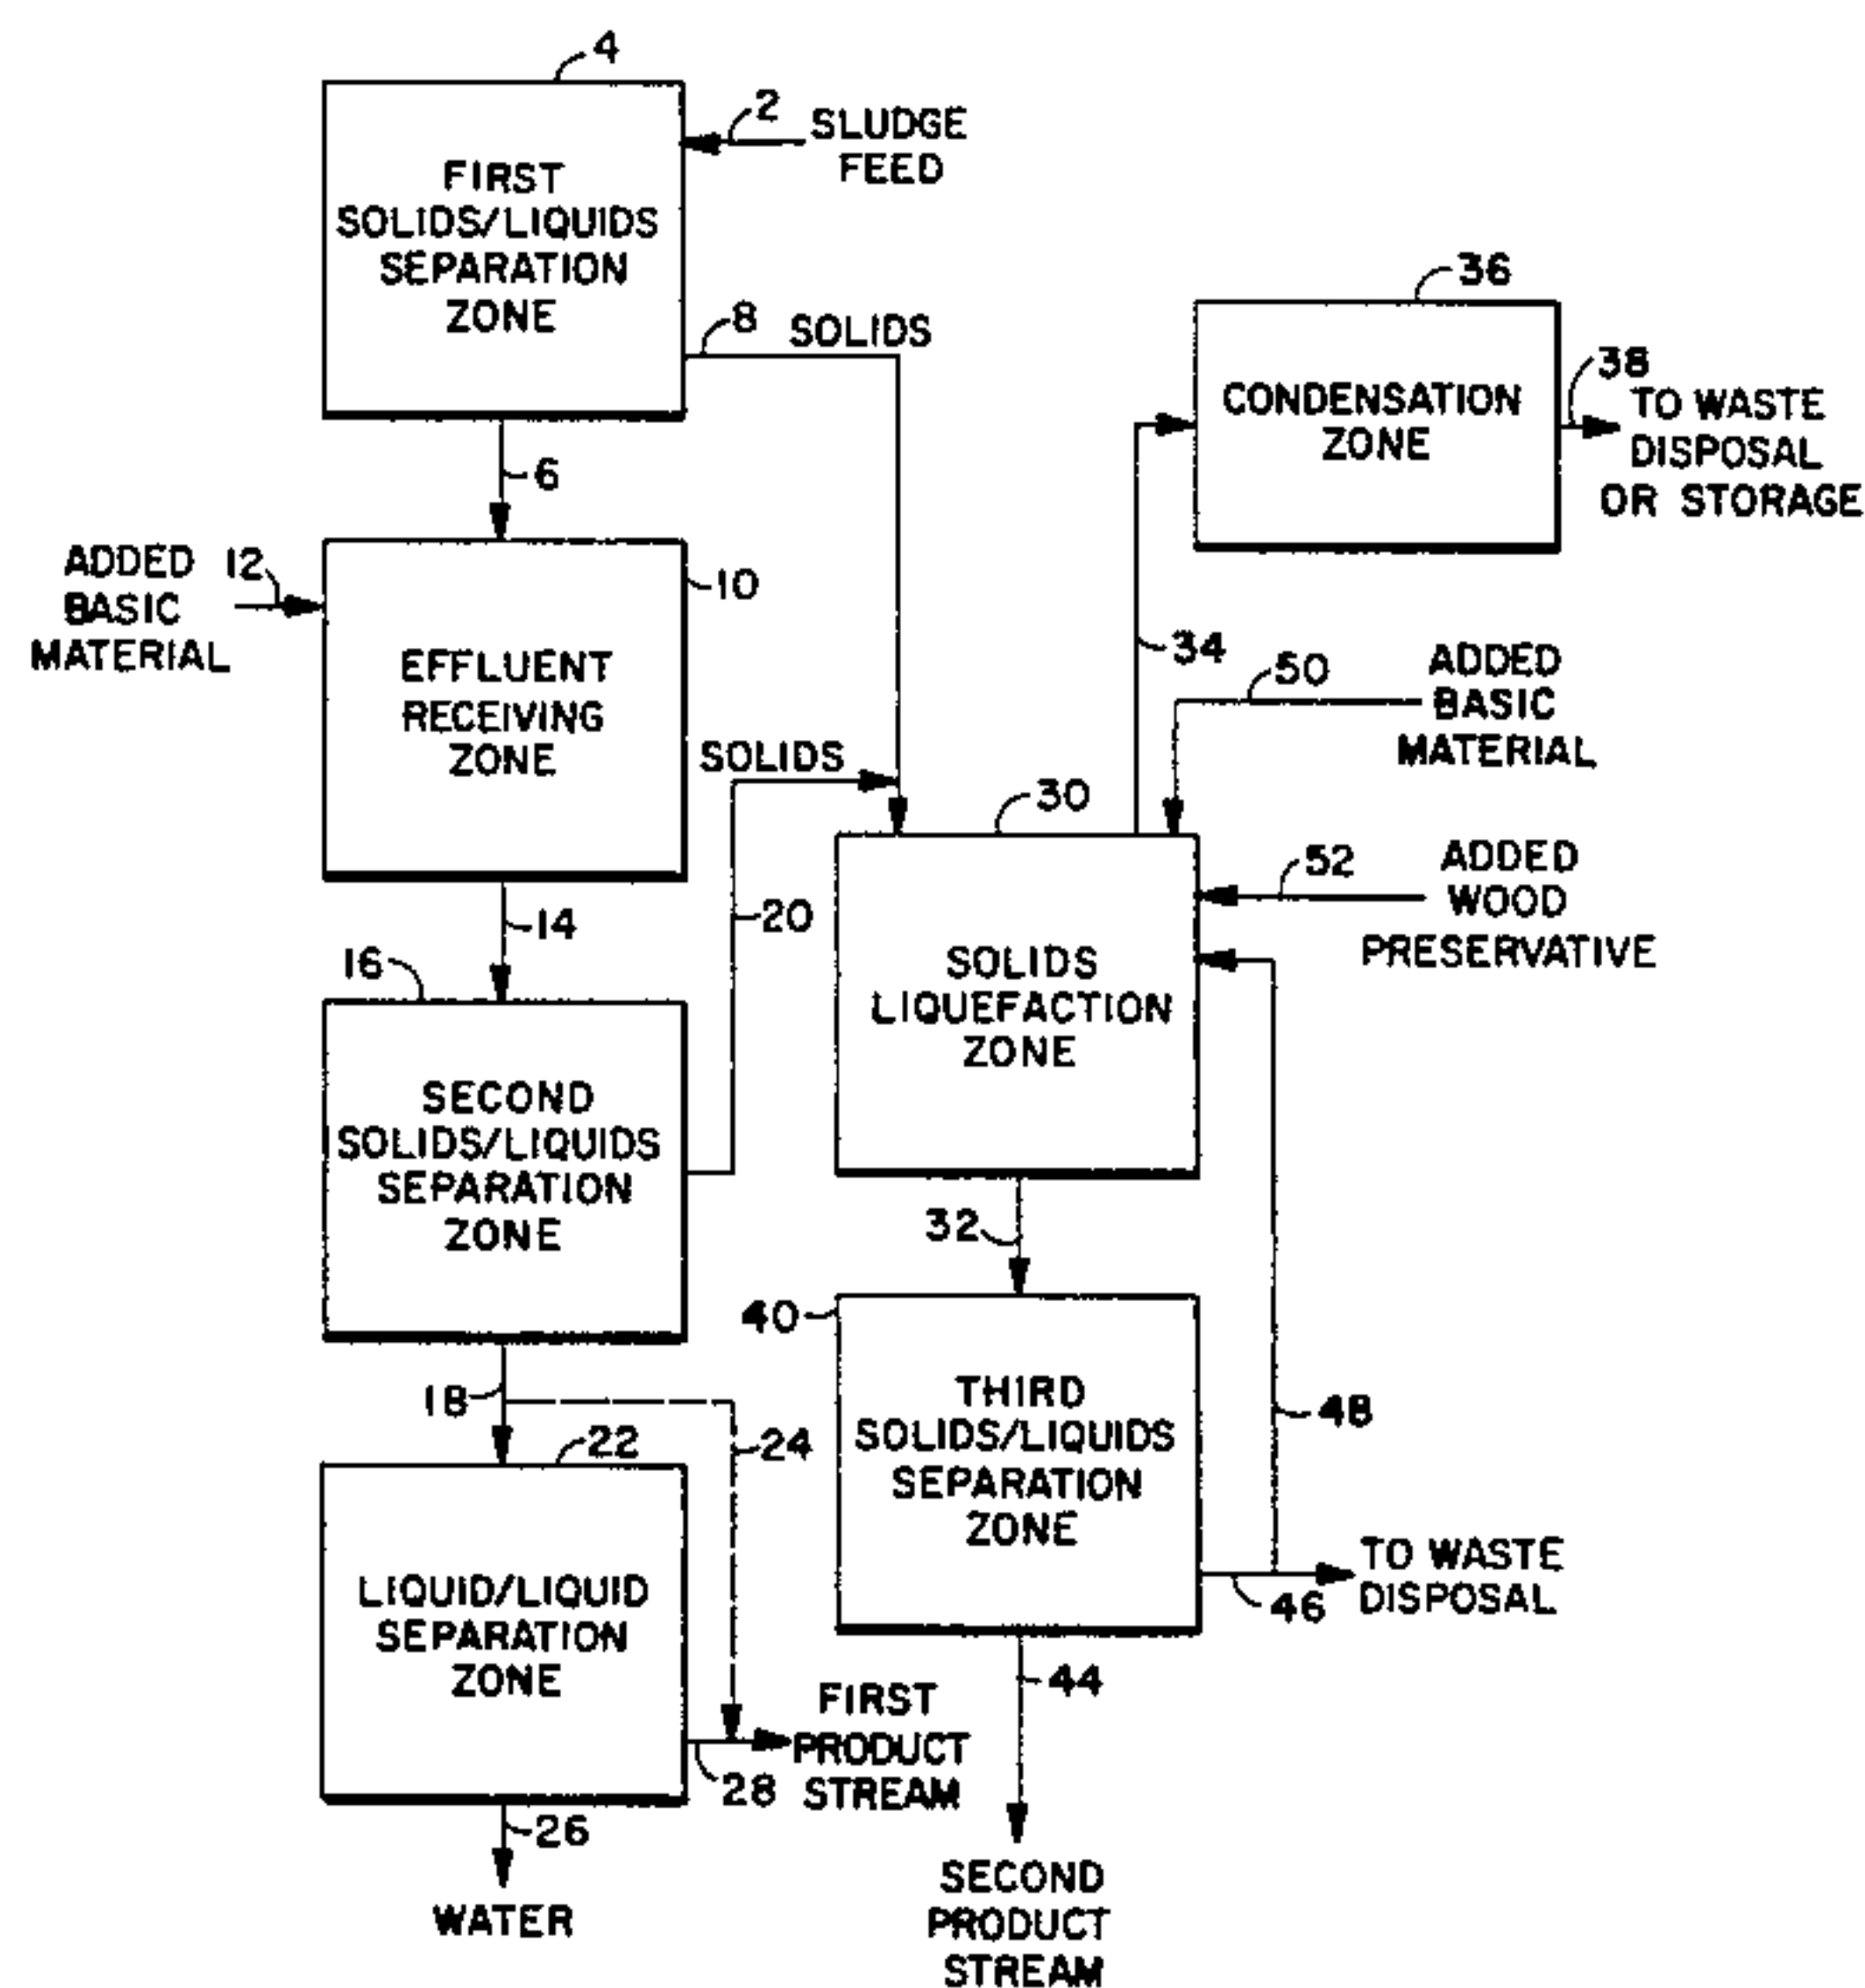 4
2
SLUDGE
FEED
FIRST
SOLIDS/LIQUIDS
SEPARATION
ZONE
8 SOLIDS
6
36
CONDENSATION
ZONE
38
TO WASTE
DISPOSAL
OR STORAGE
ADDED
BASIC
MATERIAL
12
10
EFFLUENT
RECEIVING
ZONE
34
50
ADDED
BASIC
MATERIAL
SOLIDS
20
14
16
30
52
ADDED
WOOD
PRESERVATIVE
SOLIDS
LIQUEFACTION
ZONE
SECOND
SOLIDS/LIQUIDS
SEPARATION
ZONE
32
40
18
24
22
THIRD
SOLIDS/LIQUIDS
SEPARATION
ZONE
48
46
TO WASTE
DISPOSAL
LIQUID/LIQUID
SEPARATION
ZONE
44
28
FIRST
PRODUCT
STREAM
26
WATER
SECOND
PRODUCT
STREAM